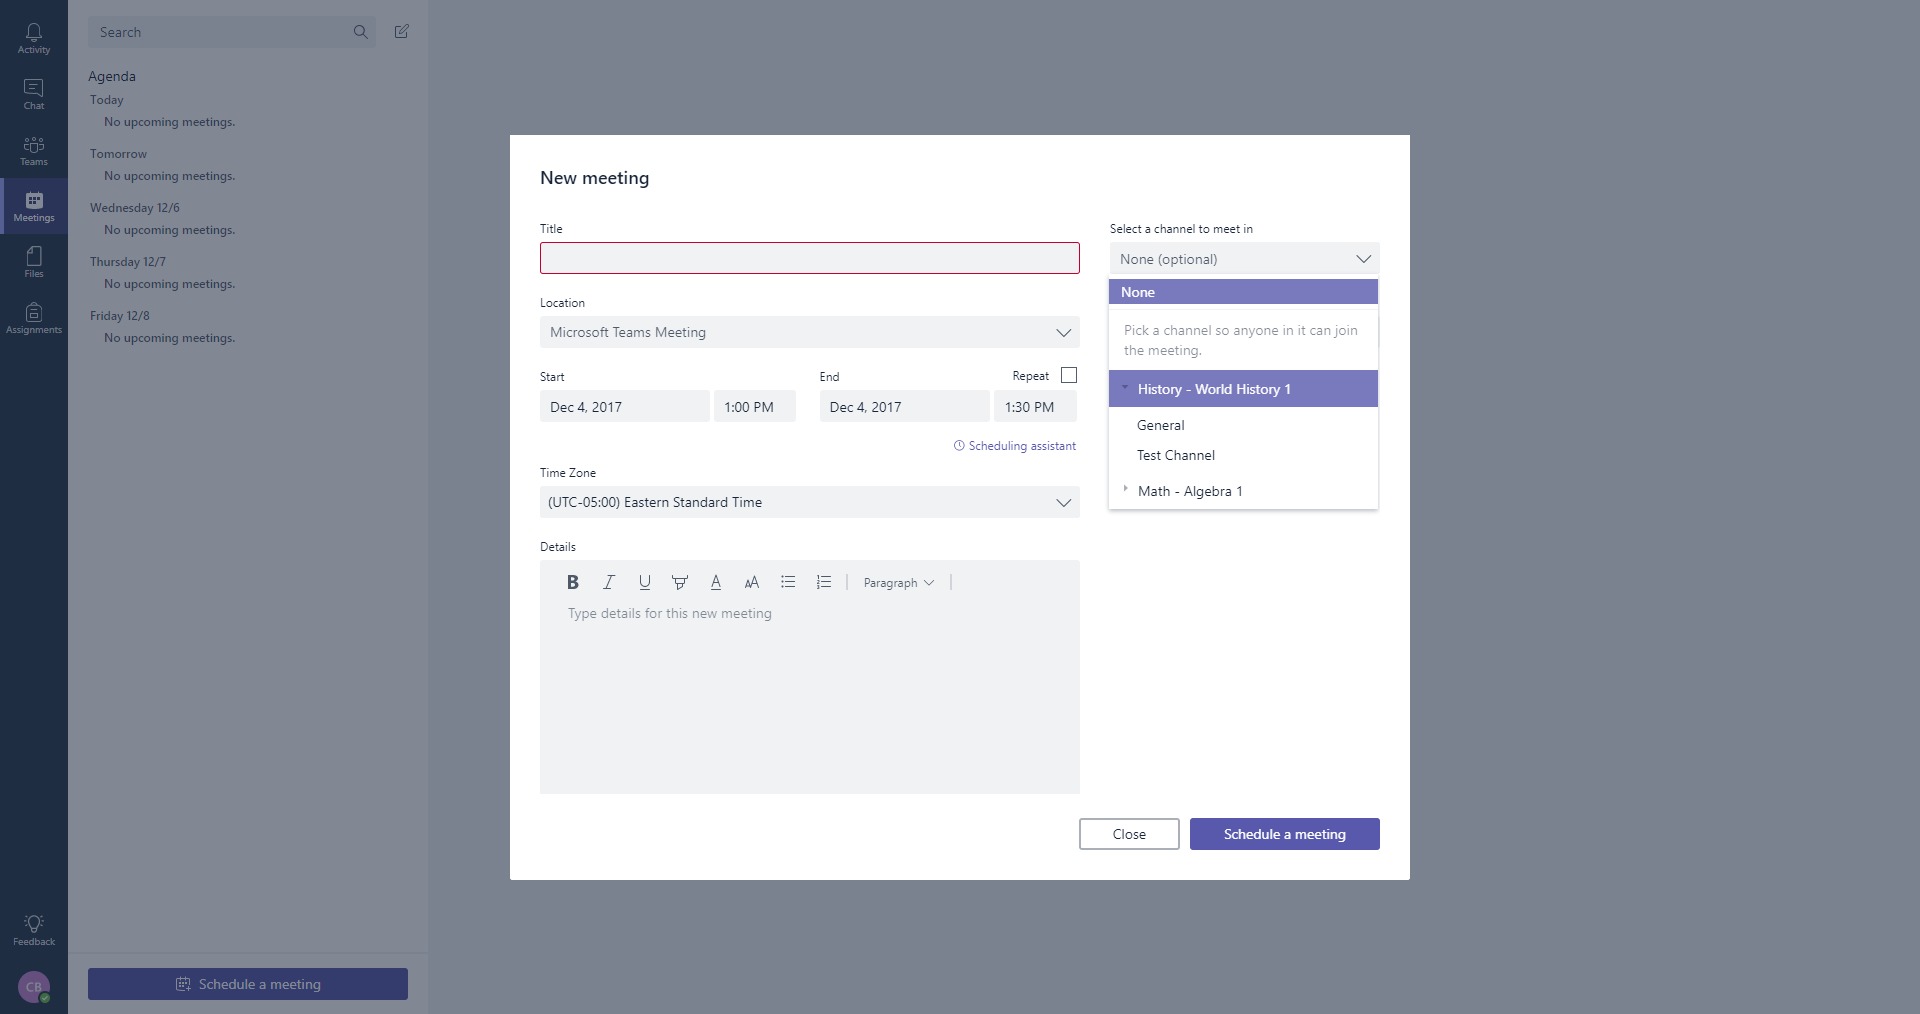 Activity
Chat
Teams
Meetings
Files
Assignments
Feedback
CB
Search
Agenda
Today
No upcoming meetings.
Tomorrow
No upcoming meetings.
Wednesday 12/6
No upcoming meetings.
Thursday 12/7
No upcoming meetings.
Friday 12/8
No upcoming meetings.
Schedule a meeting
New meeting
Title
Location
Microsoft Teams Meeting
Start
End
Repeat
Dec 4, 2017
1:00 PM
Dec 4, 2017
1:30 PM
Scheduling assistant
Time Zone
(UTC-05:00) Eastern Standard Time
Details
B I U A AA Paragraph
Type details for this new meeting
Select a channel to meet in
None (optional)
None
Pick a channel so anyone in it can join
the meeting.
History - World History 1
General
Test Channel
Math - Algebra 1
Close
Schedule a meeting